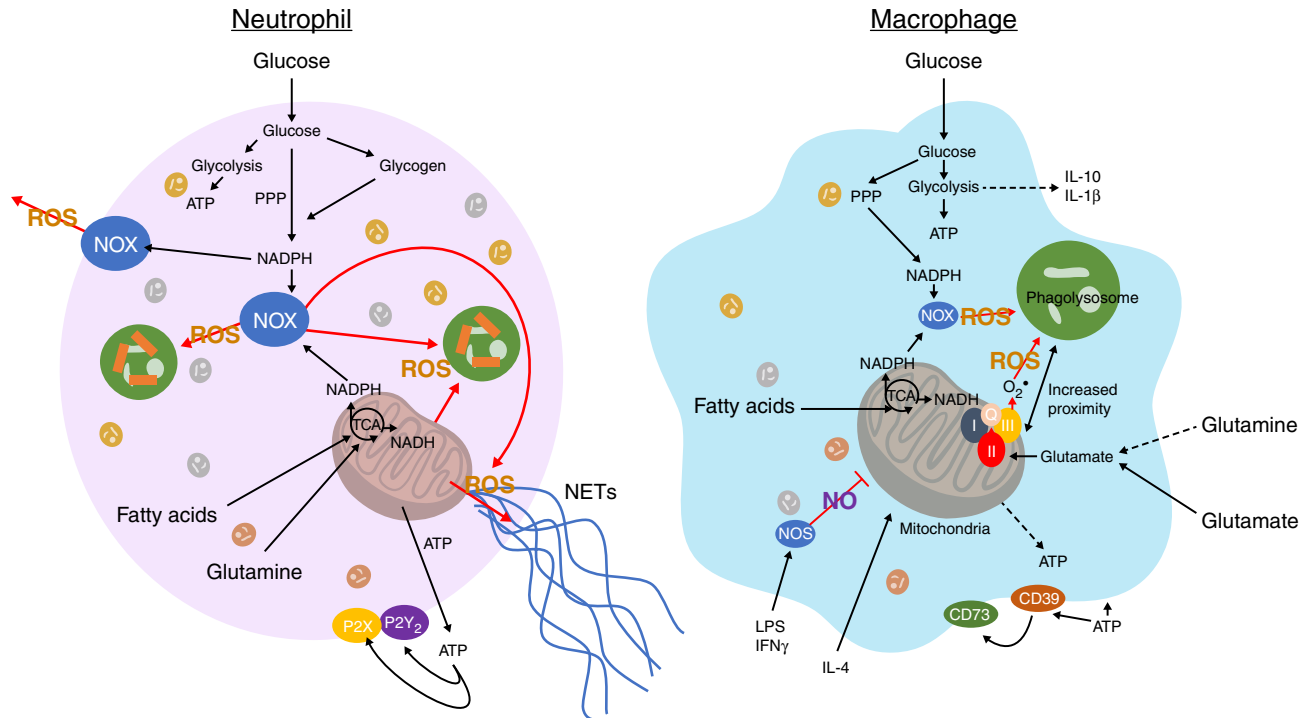 Neutrophil
Glucose
Glucose
Glycolysis
Glycogen
ATP
PPP
ROS
NOX
NADPH
NOX
ROS
ROS
NADPH
TCA
NADH
ROS
NETs
Fatty acids
ATP
Glutamine
P2X
P2Y2
ATP
Macrophage
Glucose
Glucose
IL-10
PPP
Glycolysis
IL-1β
ATP
NADPH
Phagolysosome
NOX
ROS
ROS
NADPH
O2•
Increased
proximity
TCA
NADH
Fatty acids
Q
I
III
II
Glutamine
Glutamate
NO
Glutamate
NOS
Mitochondria
ATP
LPS
IFNγ
IL-4
CD39
CD73
ATP